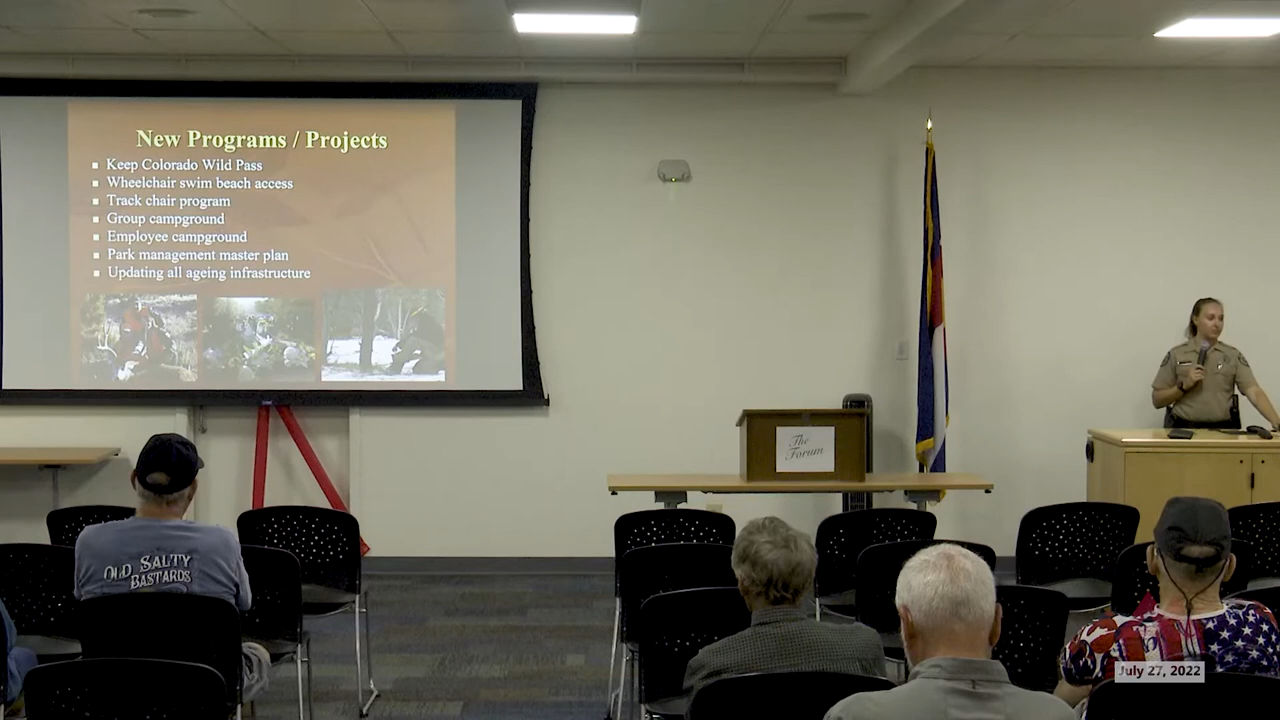 New Programs / Projects
Keep Colorado Wild Pass
Wheelchair swim beach access
Track chair program
Group campground
Employee campground
Park management master plan
Updating all ageing infrastructure
The
Forum
OLD SALTY
BASTARDS
July 27, 2022